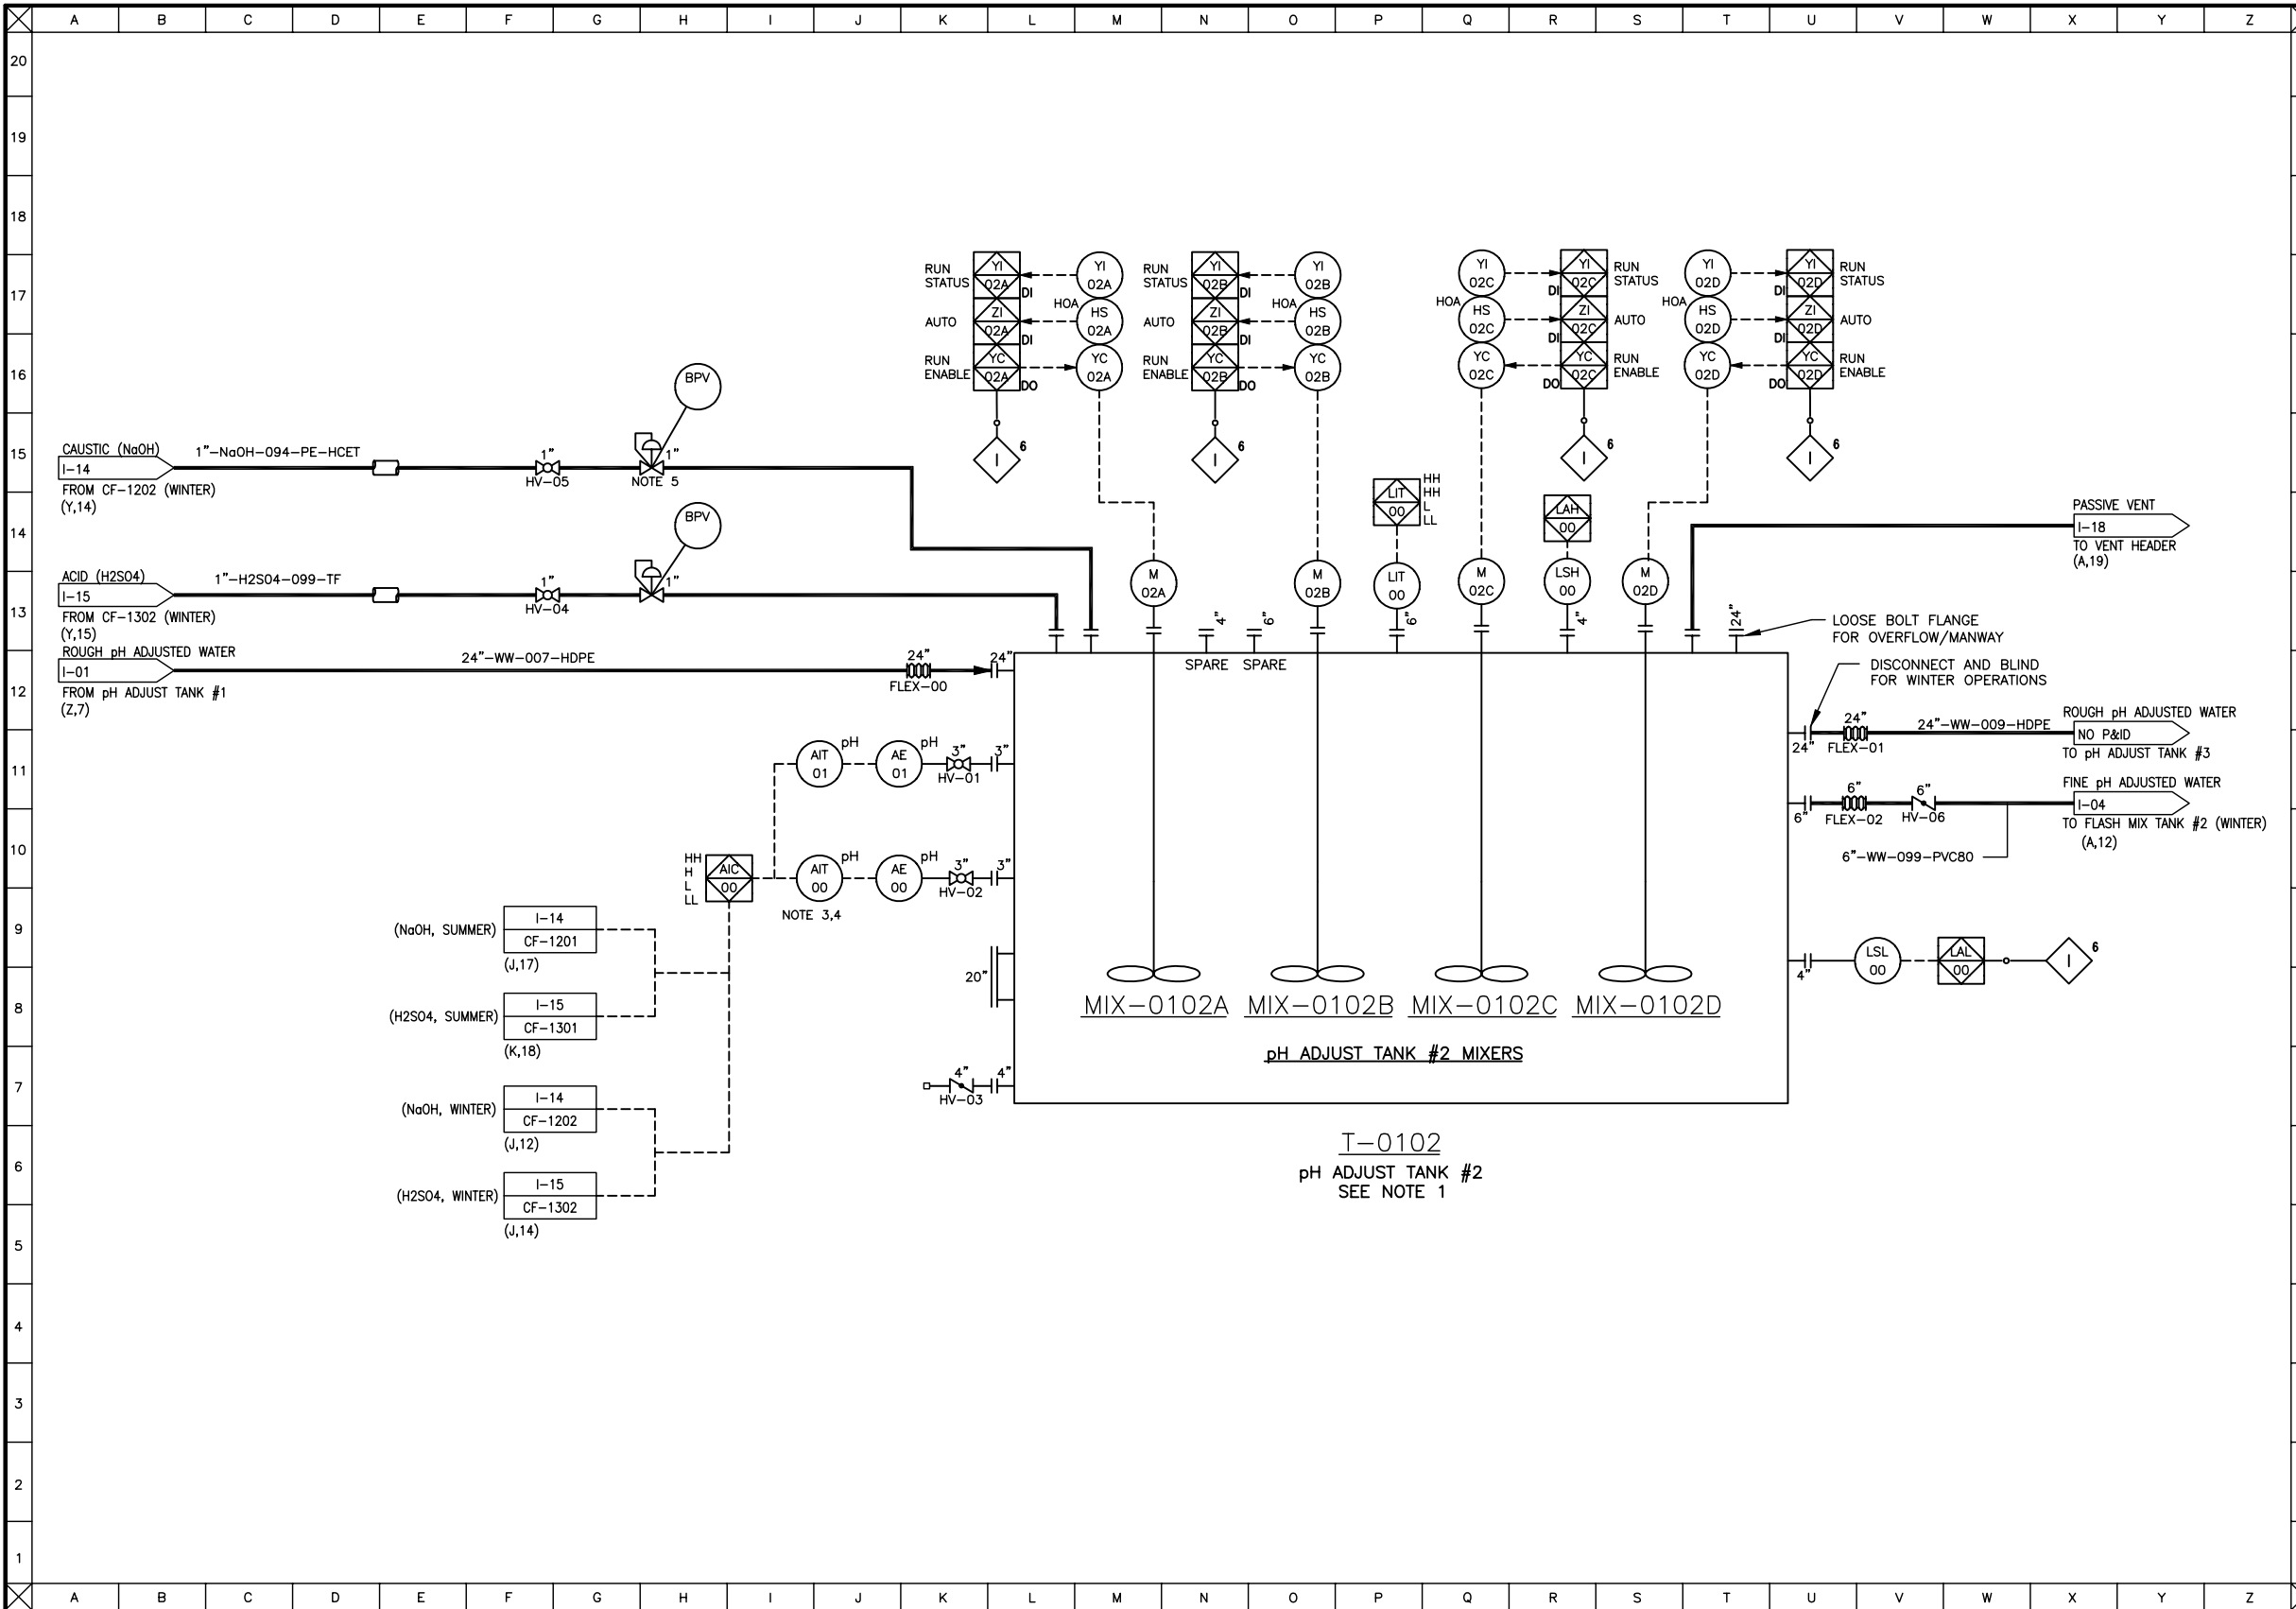 A B C D E F G H I J K L M N O P Q R S T U V W X Y Z
20
19
18
17
16
15
14
13
12
11
10
9
8
7
6
5
4
3
2
1
RUN
STATUS
AUTO
RUN
ENABLE
YI
02A
DI
ZI
02A
DI
YC
02A
DO
HOA
YI
02A
HS
02A
YC
02A
6
I
RUN
STATUS
AUTO
RUN
ENABLE
YI
02B
DI
ZI
02B
DI
YC
02B
DO
HOA
YI
02B
HS
02B
YC
02B
6
I
HOA
YI
02C
HS
02C
YC
02C
YI
02C
DI
ZI
02C
DI
YC
02C
DO
RUN
STATUS
AUTO
RUN
ENABLE
6
I
HOA
YI
02D
HS
02D
YC
02D
YI
02D
DI
ZI
02D
DI
YC
02D
DO
RUN
STATUS
AUTO
RUN
ENABLE
6
I
CAUSTIC (NaOH)
I-14
FROM CF-1202 (WINTER)
(Y,14)
1"-NaOH-094-PE-HCET
1"
HV-05
BPV
1"
NOTE 5
ACID (H2SO4)
I-15
FROM CF-1302 (WINTER)
(Y,15)
1"-H2SO4-099-TF
1"
HV-04
BPV
1"
ROUGH pH ADJUSTED WATER
I-01
FROM pH ADJUST TANK #1
(Z,7)
24"-WW-007-HDPE
24"
FLEX-00
24"
M
02A
4"
SPARE
6"
SPARE
M
02B
LIT
00
HH
HH
L
LL
LIT
00
6"
M
02C
LAH
00
LSH
00
4"
M
02D
24"
PASSIVE VENT
I-18
TO VENT HEADER
(A,19)
LOOSE BOLT FLANGE
FOR OVERFLOW/MANWAY
DISCONNECT AND BLIND
FOR WINTER OPERATIONS
24"
24"
FLEX-01
24"-WW-009-HDPE
ROUGH pH ADJUSTED WATER
NO P&ID
TO pH ADJUST TANK #3
6"
6"
FLEX-02
6"
HV-06
6"-WW-099-PVC80
FINE pH ADJUSTED WATER
I-04
TO FLASH MIX TANK #2 (WINTER)
(A,12)
4"
LSL
00
LAL
00
6
I
AIT
01
pH
AE
01
pH
3"
HV-01
3"
HH
H
L
LL
AIC
00
AIT
00
pH
NOTE 3,4
AE
00
pH
3"
HV-02
3"
(NaOH, SUMMER)
I-14
CF-1201
(J,17)
(H2SO4, SUMMER)
I-15
CF-1301
(K,18)
(NaOH, WINTER)
I-14
CF-1202
(J,12)
(H2SO4, WINTER)
I-15
CF-1302
(J,14)
20"
4"
HV-03
4"
MIX-0102A MIX-0102B MIX-0102C MIX-0102D
pH ADJUST TANK #2 MIXERS
T-0102
pH ADJUST TANK #2
SEE NOTE 1
A B C D E F G H I J K L M N O P Q R S T U V W X Y Z